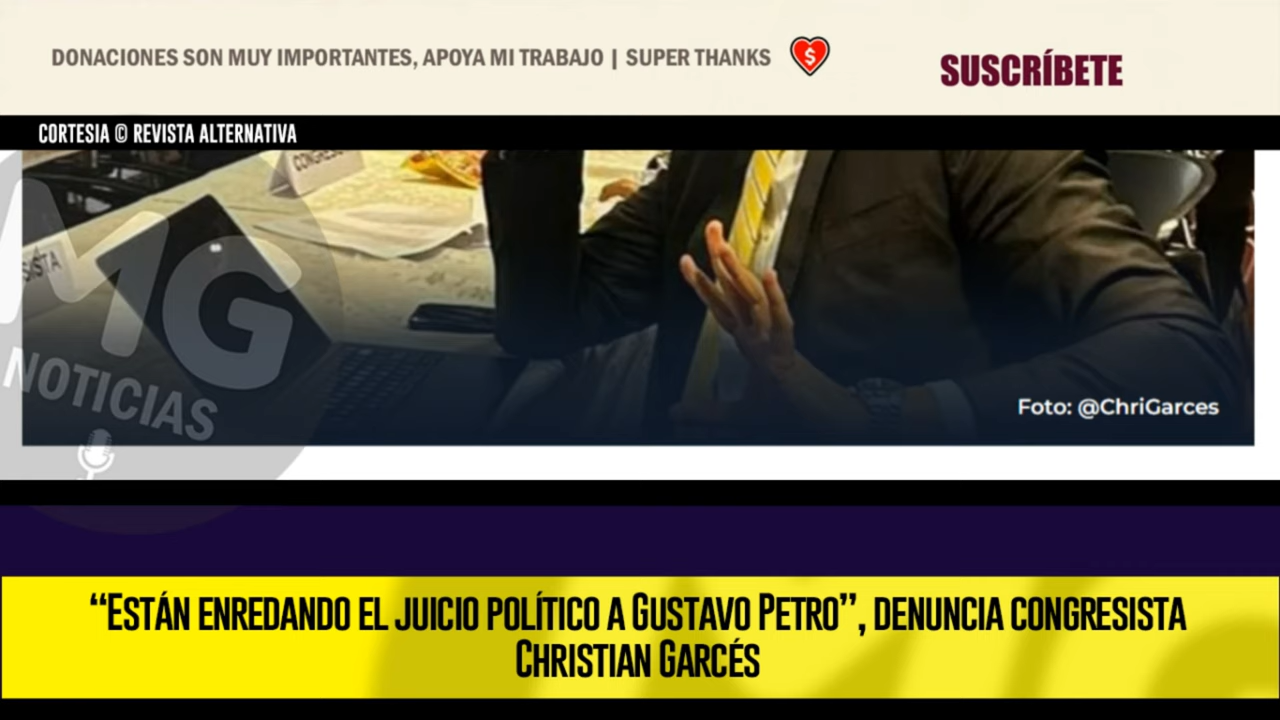 DONACIONES SON MUY IMPORTANTES, APOYA MI TRABAJO | SUPER THANKS
$
SUSCRÍBETE
CORTESIA © REVISTA ALTERNATIVA
MG
NOTICIAS
Foto: @ChriGarces
“ESTÁN ENREDANDO EL JUICIO POLÍTICO A GUSTAVO PETRO”, DENUNCIA CONGRESISTA
CHRISTIAN GARCÉS